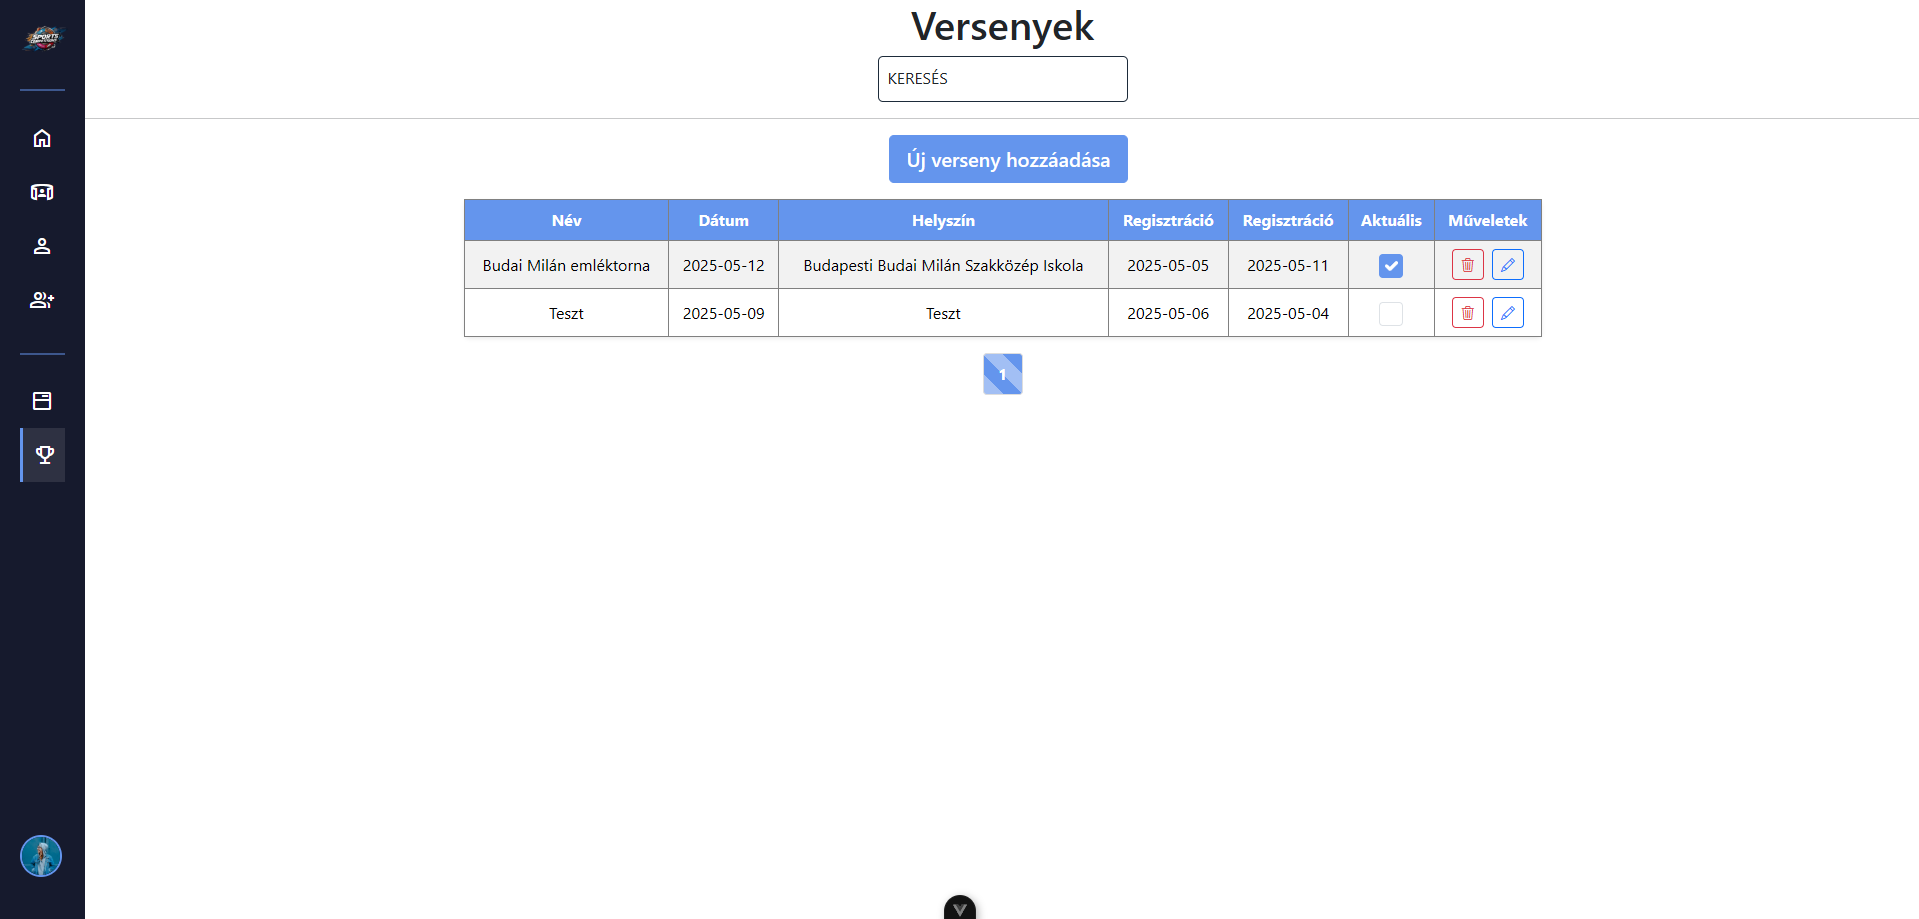 SPORTS
Versenyek
KERESÉS
Új verseny hozzáadása
Név Dátum Helyszín Regisztráció Regisztráció Aktuális Műveletek
Budai Milán emléktorna 2025-05-12 Budapesti Budai Milán Szakközép Iskola 2025-05-05 2025-05-11
Teszt 2025-05-09 Teszt 2025-05-06 2025-05-04
1